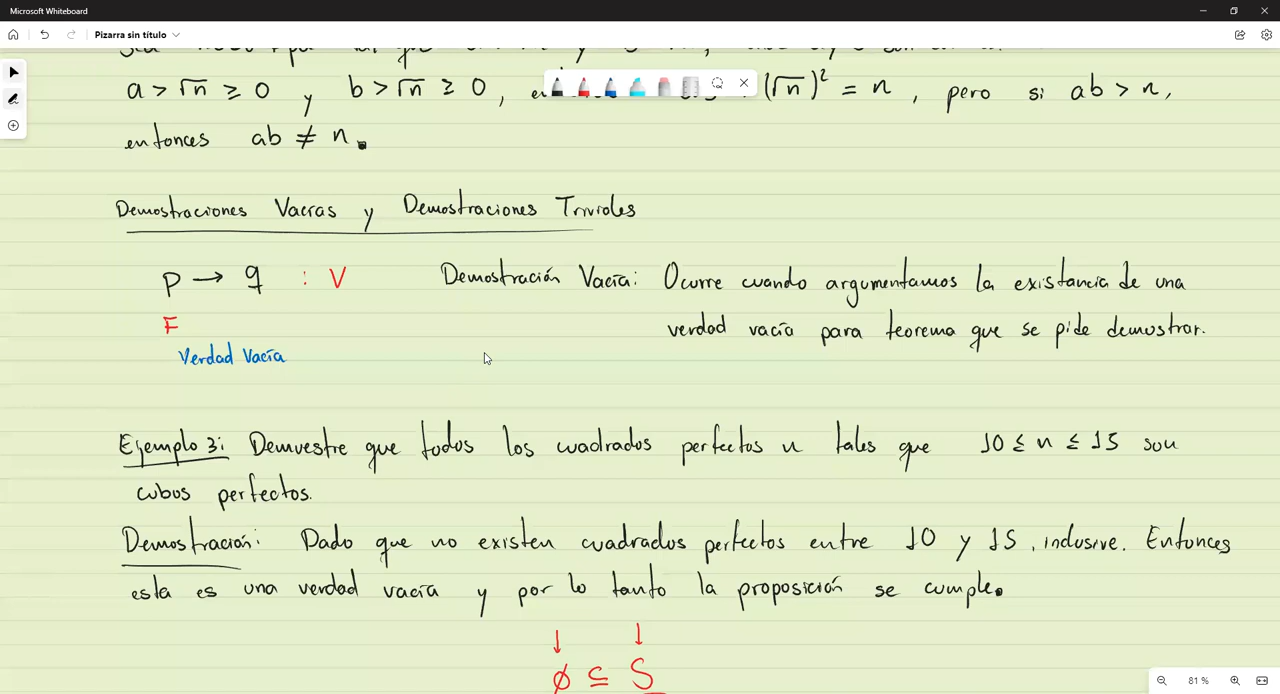 Microsoft Whiteboard
Pizarra sin título
a > √n ≥ 0 y b > √n ≥ 0, (√n)² = n, pero si ab > n,
entonces ab ≠ n.
Demostraciones Vacías y Demostraciones Triviales
p → q : V Demostración Vacía: Ocurre cuando argumentamos la existancia de una
F verdad vacía para teorema que se pide demostrar.
Verdad Vacía
Ejemplo 3: Demuestre que todos los cuadrados perfectos n tales que 10 ≤ n ≤ 15 son
cubos perfectos.
Demostración: Dado que no existen cuadrados perfectos entre 10 y 15, inclusive. Entonces
esta es una verdad vacía y por lo tanto la proposición se cumple.
↓ ↓
∅ ⊆ S
81 %